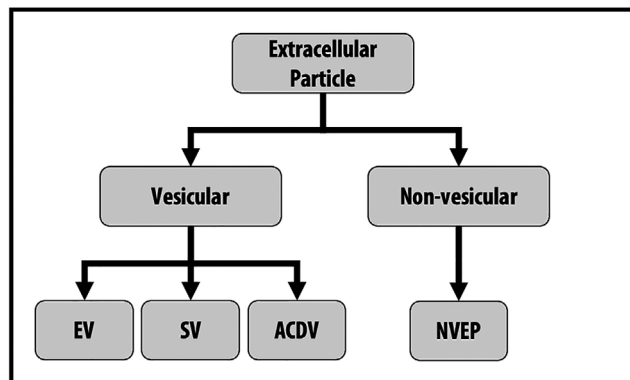 Extracellular
Particle
Vesicular
Non-vesicular
EV
SV
ACDV
NVEP